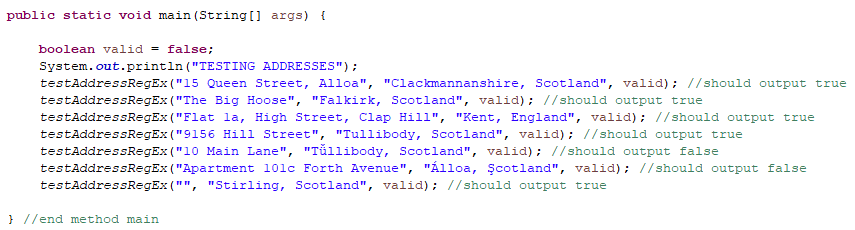 public static void main(String[] args) {
boolean valid = false;
System.out.println("TESTING ADDRESSES");
testAddressRegEx("15 Queen Street, Alloa", "Clackmannanshire, Scotland", valid); //should output true
testAddressRegEx("The Big Hoose", "Falkirk, Scotland", valid); //should output true
testAddressRegEx("Flat 1a, High Street, Clap Hill", "Kent, England", valid); //should output true
testAddressRegEx("9156 Hill Street", "Tullibody, Scotland", valid); //should output true
testAddressRegEx("10 Main Lane", "Tǚllibody, Scotland", valid); //should output false
testAddressRegEx("Apartment 101c Forth Avenue", "Álloa, Şcotland", valid); //should output false
testAddressRegEx("", "Stirling, Scotland", valid); //should output true
} //end method main